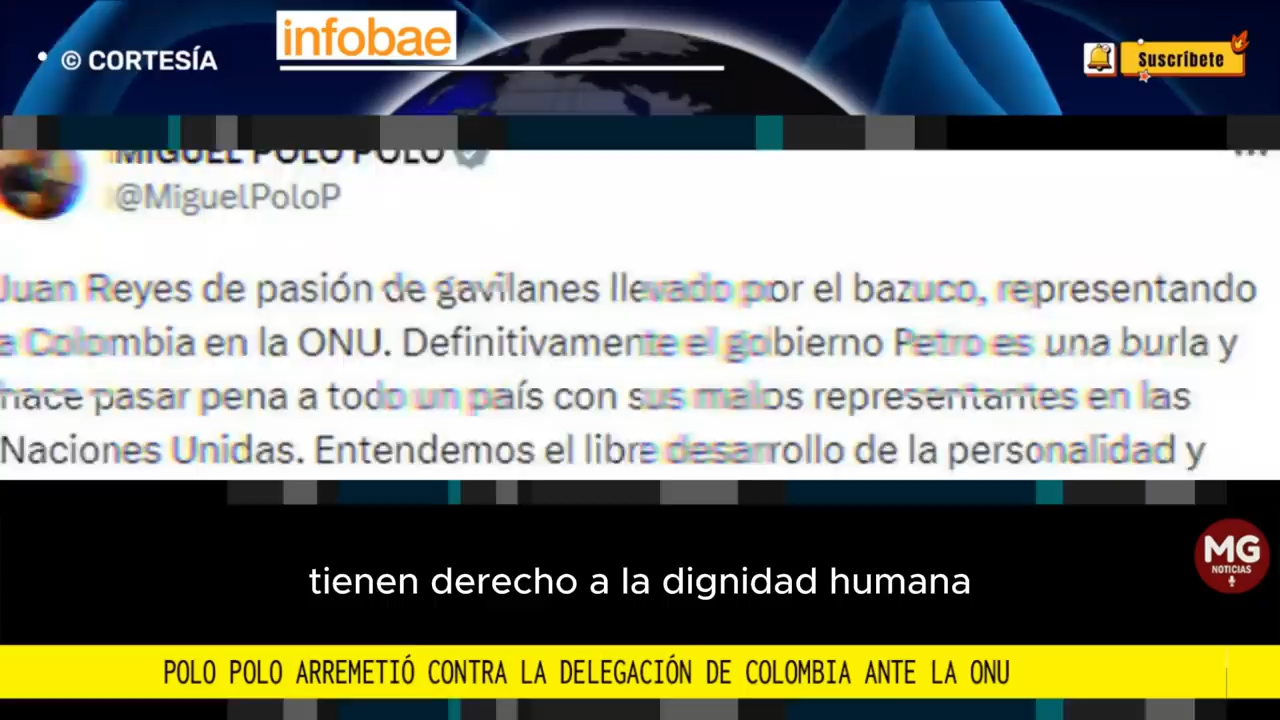 © CORTESÍA
infobae
Suscríbete
MIGUEL POLO POLO
@MiguelPoloP
Juan Reyes de pasión de gavilanes llevado por el bazuco, representando
a Colombia en la ONU. Definitivamente el gobierno Petro es una burla y
hace pasar pena a todo un país con sus malos representantes en las
Naciones Unidas. Entendemos el libre desarrollo de la personalidad y
tienen derecho a la dignidad humana
MG
NOTICIAS
POLO POLO ARREMETIÓ CONTRA LA DELEGACIÓN DE COLOMBIA ANTE LA ONU